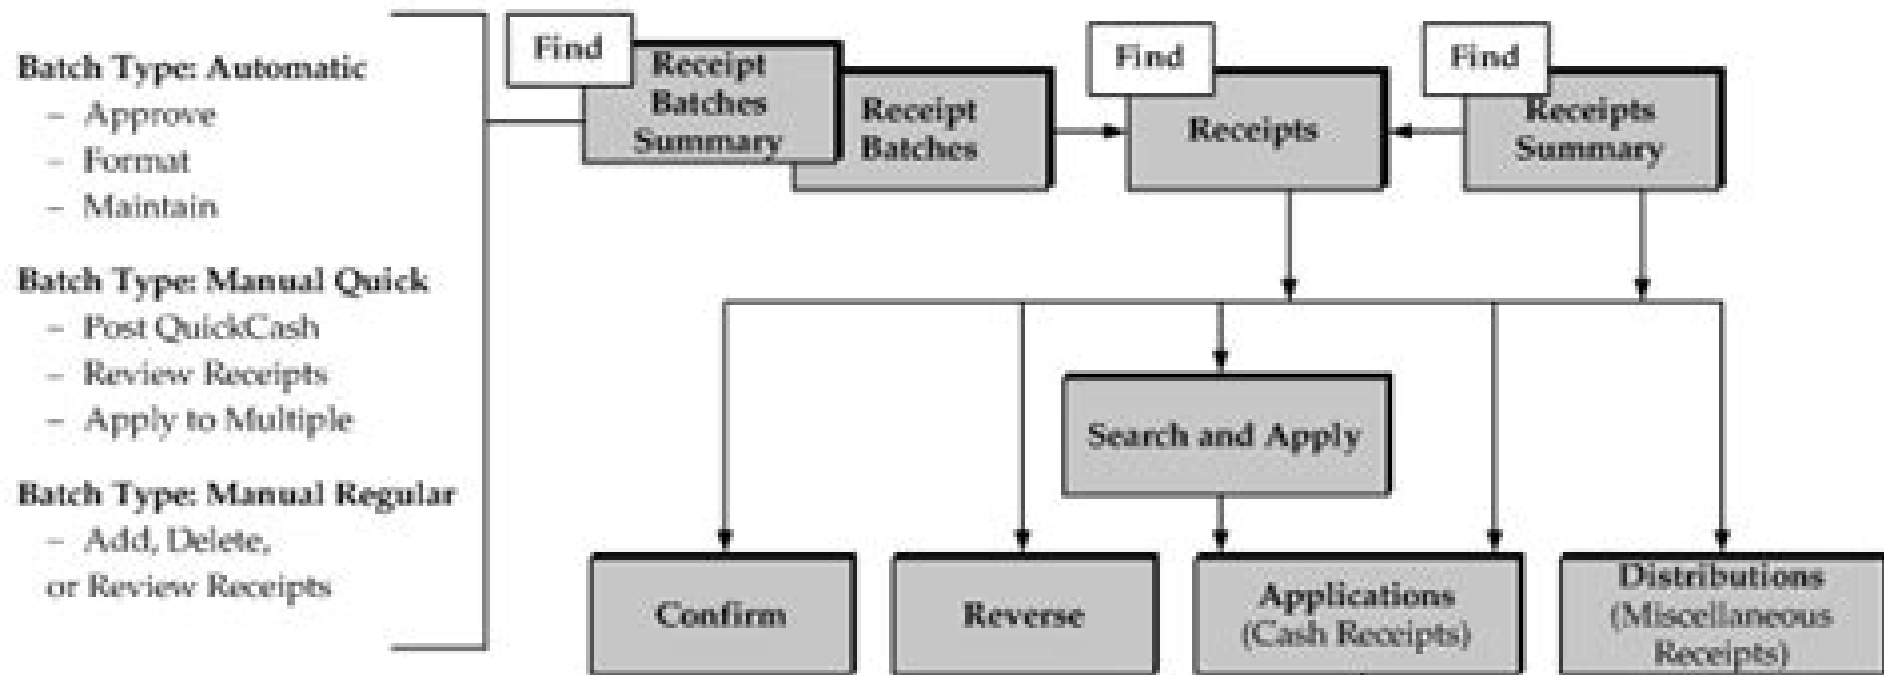 Batch Type: Automatic
– Approve
– Format
– Maintain
Batch Type: Manual Quick
– Post QuickCash
– Review Receipts
– Apply to Multiple
Batch Type: Manual Regular
– Add, Delete,
or Review Receipts
Find
Receipt
Batches
Summary
Receipt
Batches
Find
Receipts
Find
Receipts
Summary
Search and Apply
Confirm
Reverse
Applications
(Cash Receipts)
Distributions
(Miscellaneous
Receipts)